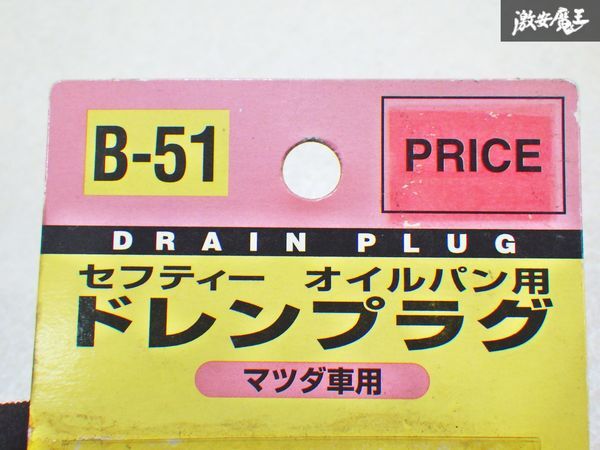 激安魔王
B-51
PRICE
DRAIN PLUG
セフティー オイルパン用
ドレンプラグ
マツダ車用